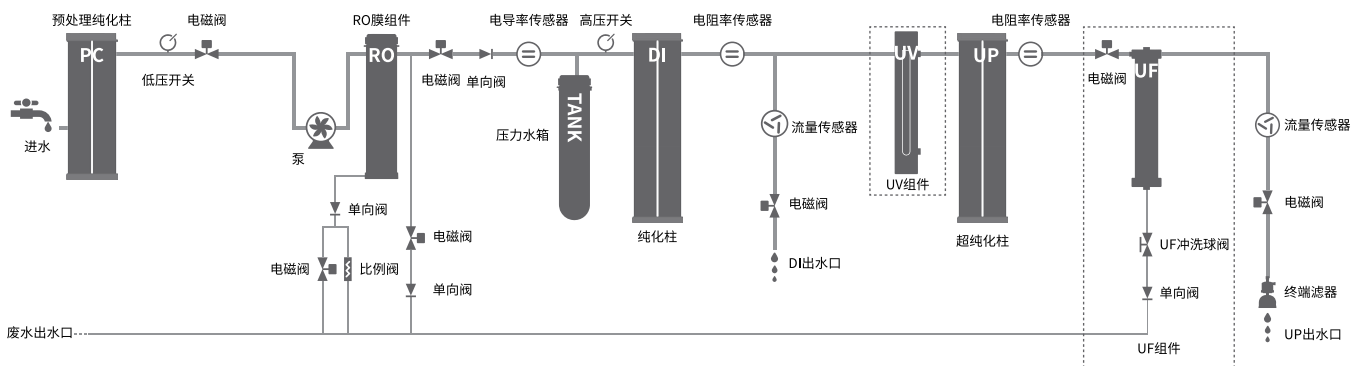 预处理纯化柱
电磁阀
RO膜组件
电导率传感器
高压开关
电阻率传感器
电阻率传感器
PC
RO
DI
UV
UP
UF
低压开关
电磁阀
单向阀
电磁阀
TANK
进水
泵
压力水箱
流量传感器
流量传感器
UV组件
单向阀
电磁阀
电磁阀
电磁阀
纯化柱
超纯化柱
UF冲洗球阀
电磁阀
比例阀
DI出水口
单向阀
单向阀
终端滤器
废水出水口
UP出水口
UF组件